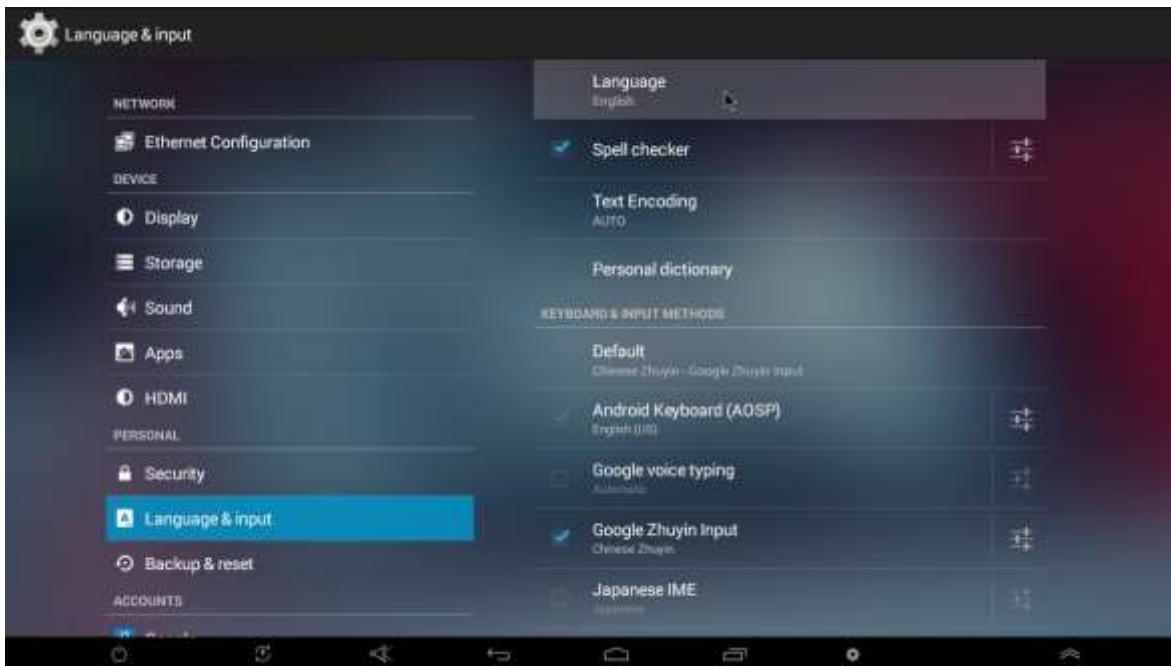 Language & input
NETWORK
Ethernet Configuration
DEVICE
Display
Storage
Sound
Apps
HDMI
PERSONAL
Security
Language & input
Backup & reset
ACCOUNTS
Language
English
Spell checker
Text Encoding
AUTO
Personal dictionary
KEYBOARD & INPUT METHODS
Default
Chinese Zhuyin - Google Zhuyin Input
Android Keyboard (AOSP)
English (US)
Google voice typing
Automatic
Google Zhuyin Input
Chinese Zhuyin
Japanese IME
Japanese